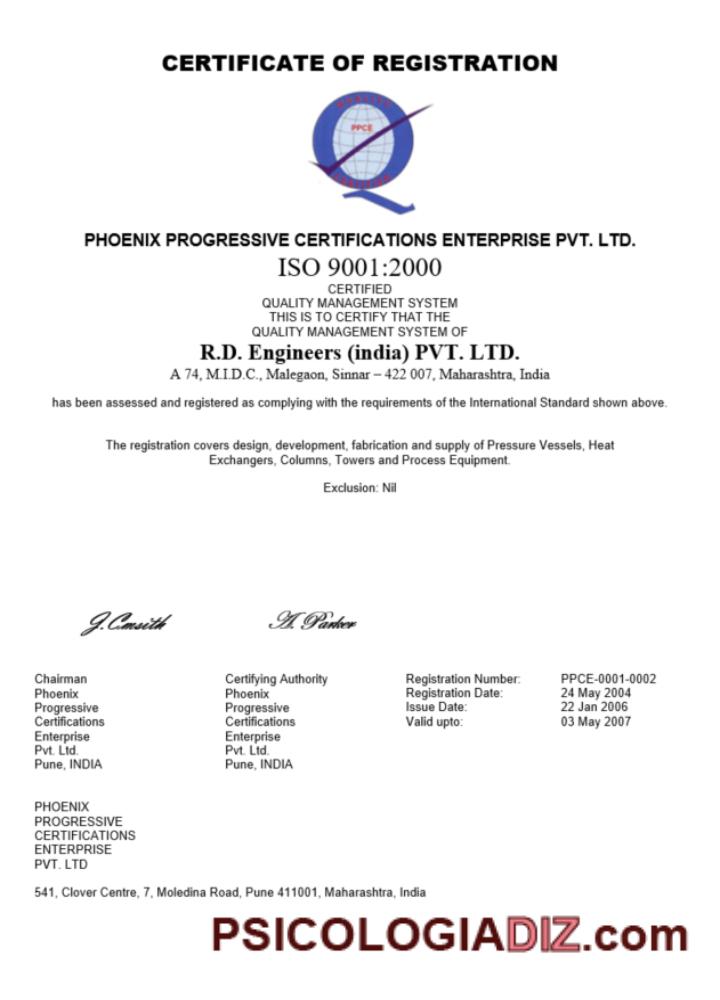 CERTIFICATE OF REGISTRATION
QUALITY
PPCE
PHOENIX PROGRESSIVE CERTIFICATIONS ENTERPRISE PVT. LTD.
ISO 9001:2000
CERTIFIED
QUALITY MANAGEMENT SYSTEM
THIS IS TO CERTIFY THAT THE
QUALITY MANAGEMENT SYSTEM OF
R.D. Engineers (india) PVT. LTD.
A 74, M.I.D.C., Malegaon, Sinnar – 422 007, Maharashtra, India
has been assessed and registered as complying with the requirements of the International Standard shown above.
The registration covers design, development, fabrication and supply of Pressure Vessels, Heat
Exchangers, Columns, Towers and Process Equipment.
Exclusion: Nil
J. Cmsith
A. Parker
Chairman
Phoenix
Progressive
Certifications
Enterprise
Pvt. Ltd.
Pune, INDIA
Certifying Authority
Phoenix
Progressive
Certifications
Enterprise
Pvt. Ltd.
Pune, INDIA
Registration Number: PPCE-0001-0002
Registration Date: 24 May 2004
Issue Date: 22 Jan 2006
Valid upto: 03 May 2007
PHOENIX
PROGRESSIVE
CERTIFICATIONS
ENTERPRISE
PVT. LTD
541, Clover Centre, 7, Moledina Road, Pune 411001, Maharashtra, India
PSICOLOGIADIZ.com